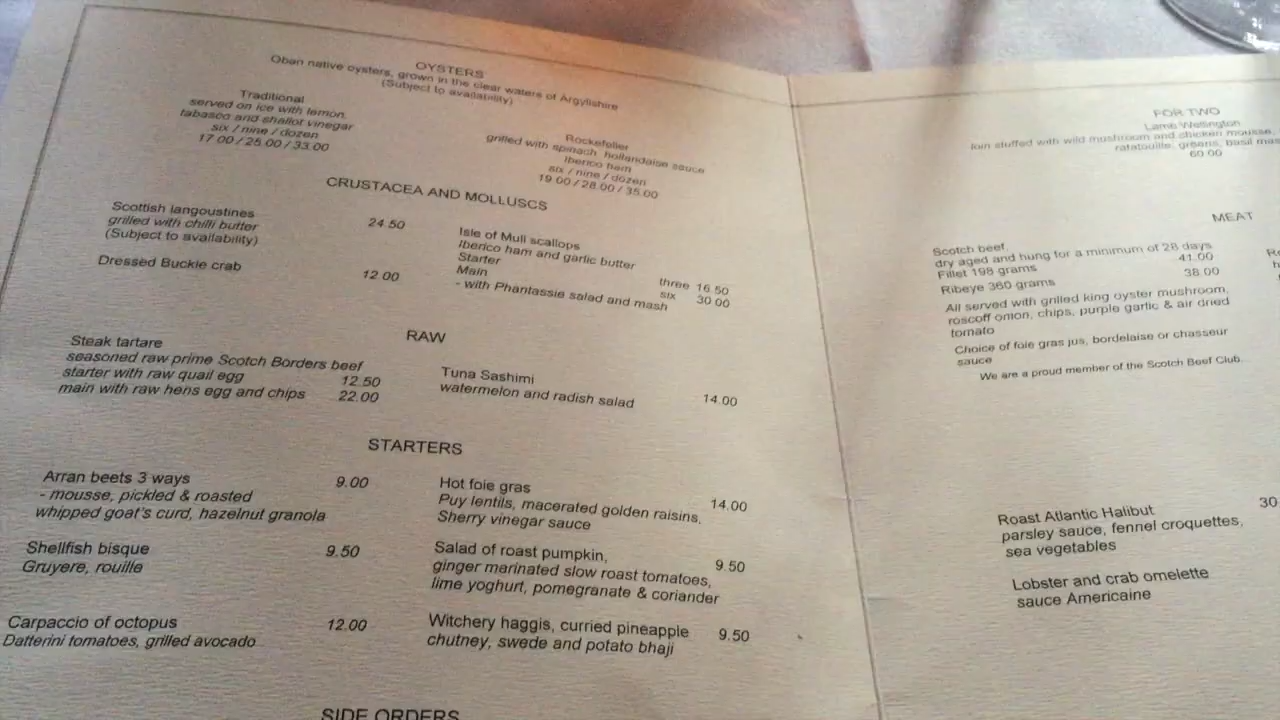 OYSTERS
Oban native oysters, grown in the clear waters of Argyllshire
(Subject to availability)
Traditional
served on ice with lemon,
tabasco and shallot vinegar
six / nine / dozen
17.00 / 25.00 / 33.00
Rockefeller
grilled with spinach, hollandaise sauce
Iberico ham
six / nine / dozen
19.00 / 28.00 / 35.00
CRUSTACEA AND MOLLUSCS
Scottish langoustines 24.50
grilled with chilli butter
(Subject to availability)
Dressed Buckie crab 12.00
Isle of Mull scallops
Iberico ham and garlic butter
Starter three 16.50
Main six 30.00
- with Phantassie salad and mash
RAW
Steak tartare
seasoned raw prime Scotch Borders beef
starter with raw quail egg 12.50
main with raw hens egg and chips 22.00
Tuna Sashimi
watermelon and radish salad 14.00
STARTERS
Arran beets 3 ways 9.00
- mousse, pickled & roasted
whipped goat's curd, hazelnut granola
Shellfish bisque 9.50
Gruyere, rouille
Carpaccio of octopus 12.00
Datterini tomatoes, grilled avocado
Hot foie gras 14.00
Puy lentils, macerated golden raisins,
Sherry vinegar sauce
Salad of roast pumpkin, 9.50
ginger marinated slow roast tomatoes,
lime yoghurt, pomegranate & coriander
Witchery haggis, curried pineapple 9.50
chutney, swede and potato bhaji
SIDE ORDERS
FOR TWO
Lamb Wellington
loin stuffed with wild mushroom and chicken mousse,
ratatouille, greens, basil
60.00
MEAT
Scotch beef,
dry aged and hung for a minimum of 28 days
Fillet 198 grams 41.00
Ribeye 360 grams 38.00
All served with grilled king oyster mushroom,
roscoff onion, chips, purple garlic & air dried
tomato
Choice of foie gras jus, bordelaise or chasseur
sauce
We are a proud member of the Scotch Beef Club.
Roast Atlantic Halibut 30
parsley sauce, fennel croquettes,
sea vegetables
Lobster and crab omelette
sauce Americaine